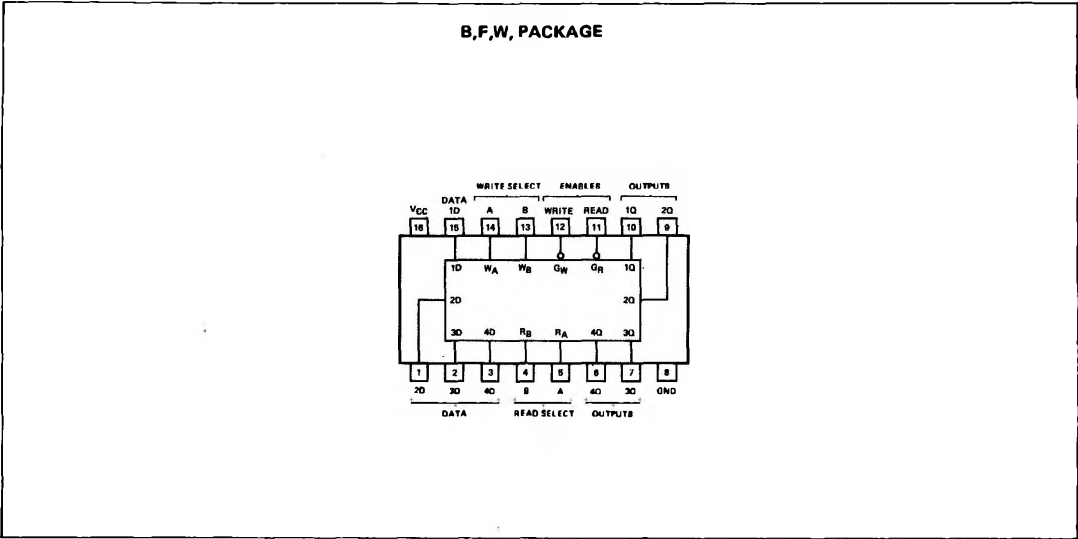 B,F,W, PACKAGE
WRITE SELECT ENABLES OUTPUTS
DATA
VCC 1D A B WRITE READ 1Q 2Q
16 15 14 13 12 11 10 9
1D WA WB GW GR 1Q
2D 2Q
3D 4D RB RA 4Q 3Q
1 2 3 4 5 6 7 8
2D 3D 4D B A 4Q 3Q GND
DATA READ SELECT OUTPUTS